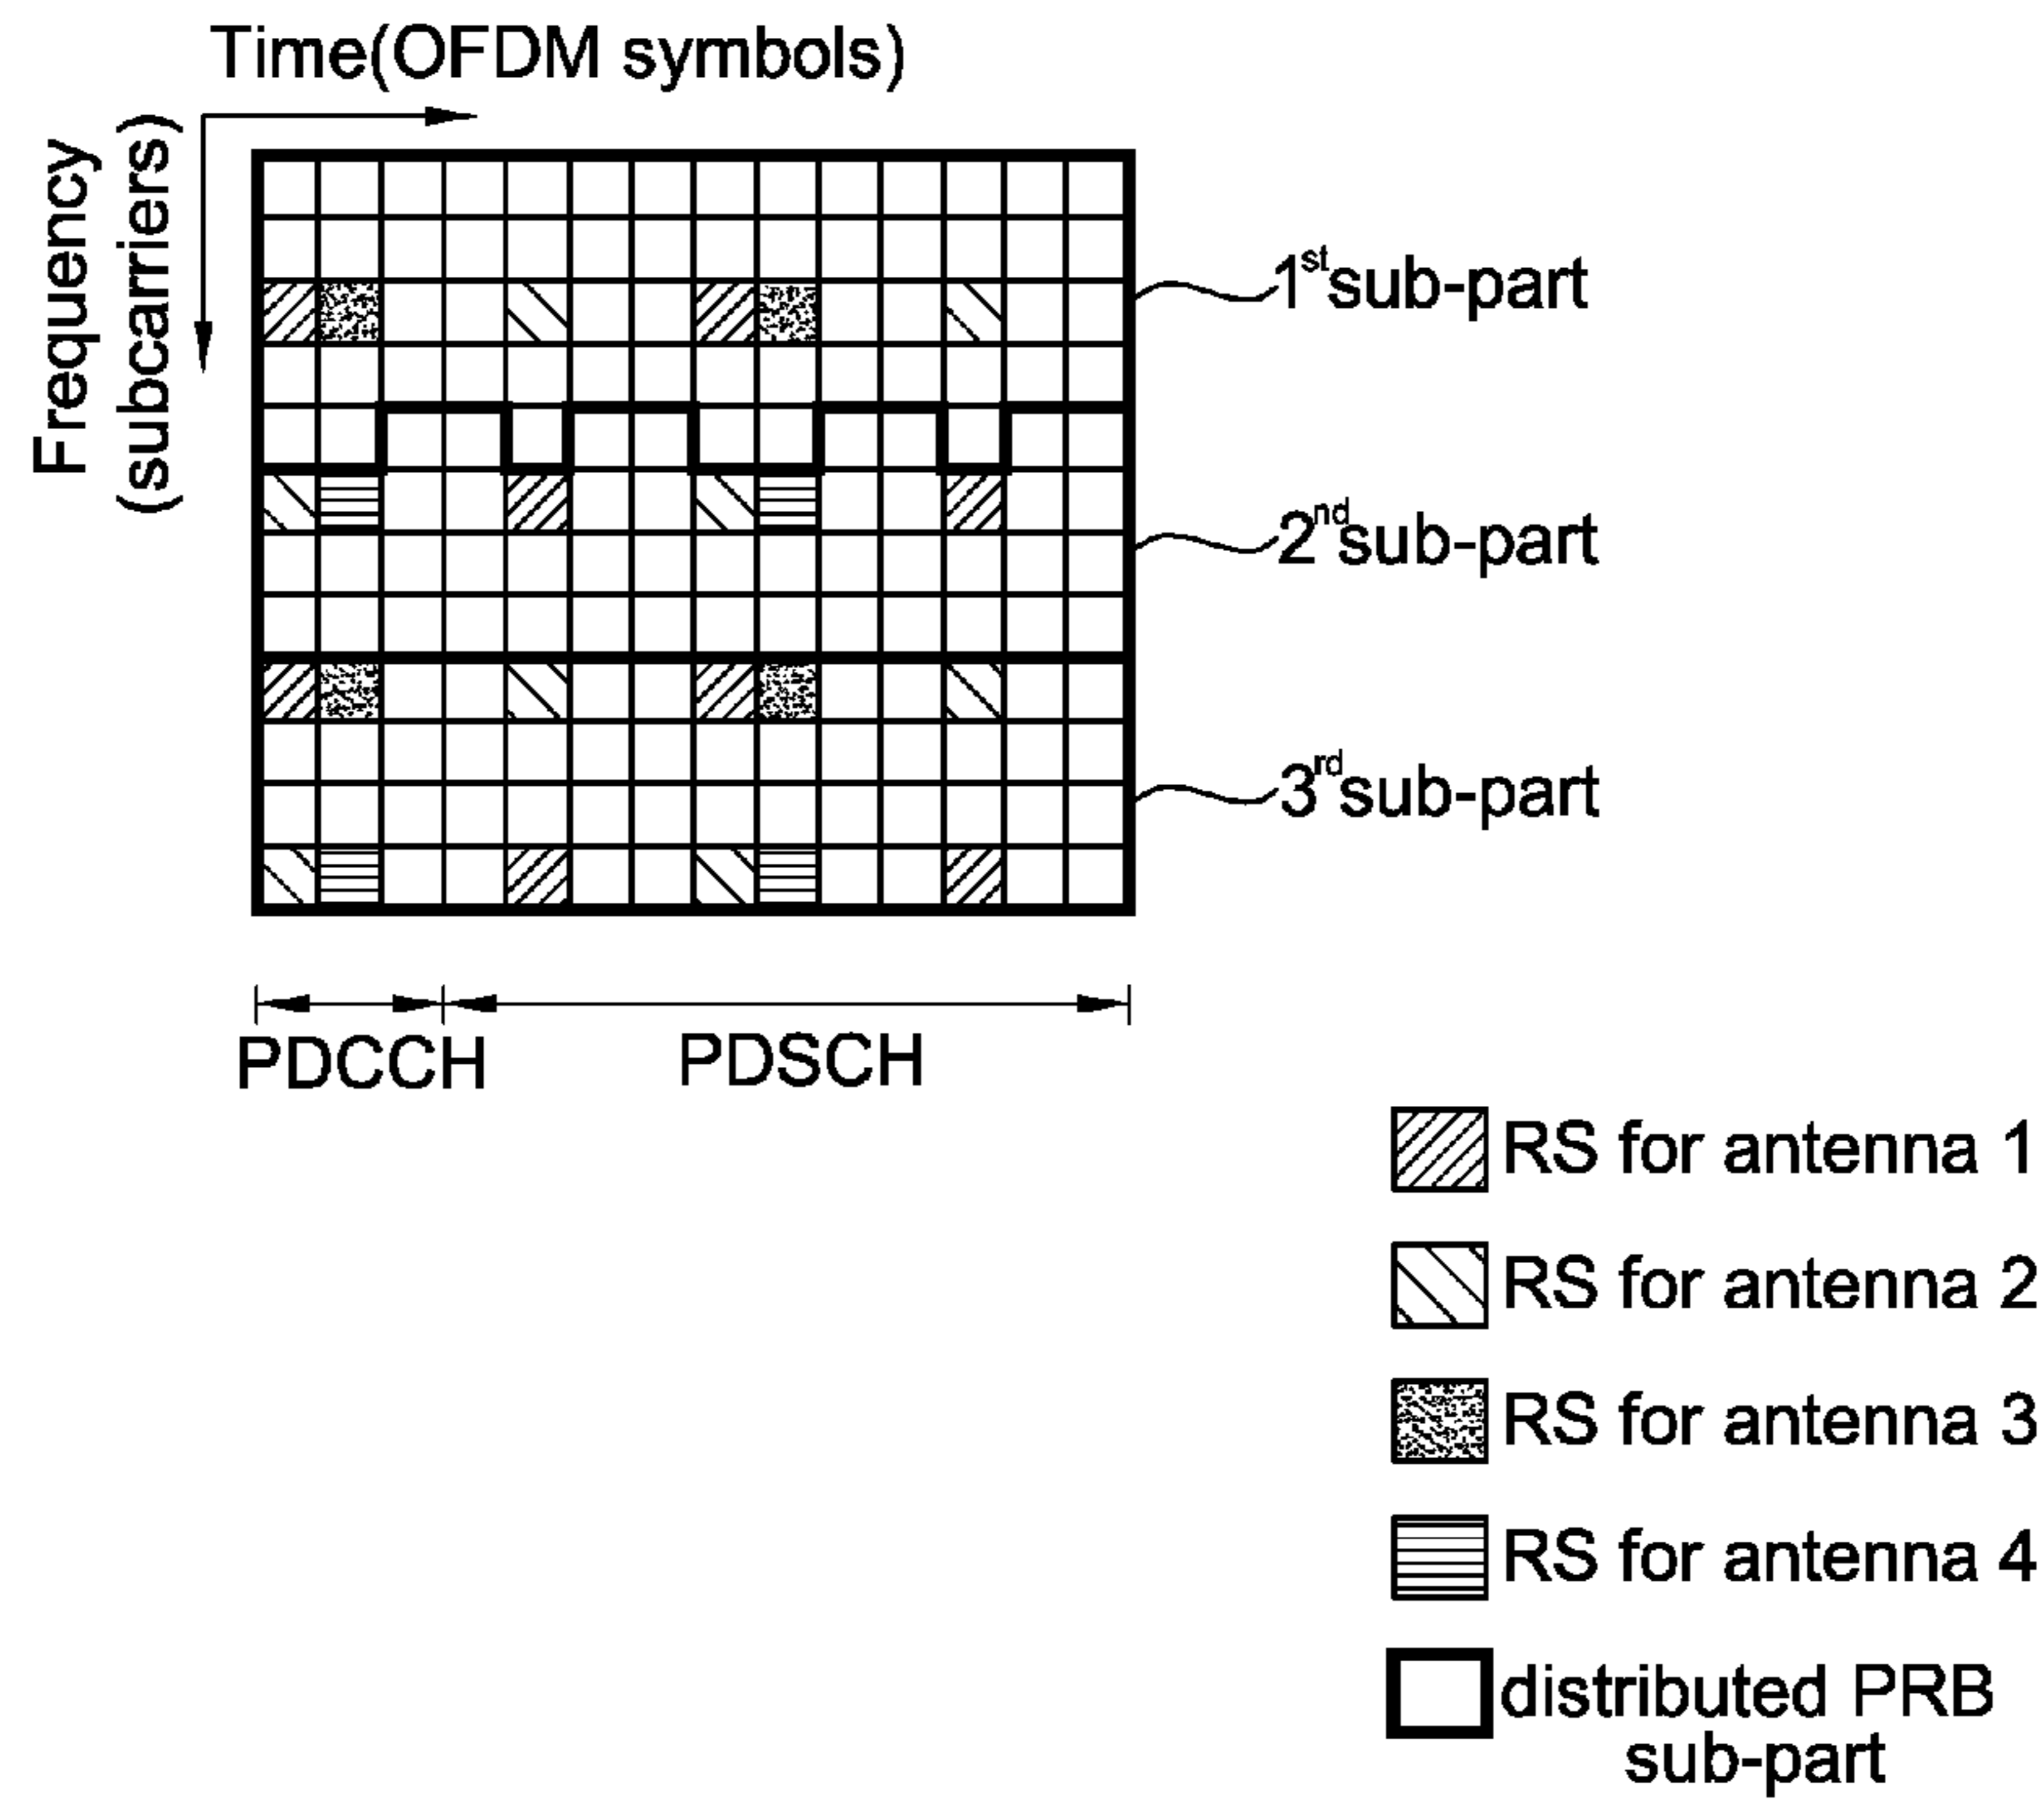 Time(OFDM symbols)
Frequency
(subcarriers)
1st sub-part
2nd sub-part
3rd sub-part
PDCCH
PDSCH
RS for antenna 1
RS for antenna 2
RS for antenna 3
RS for antenna 4
distributed PRB
sub-part